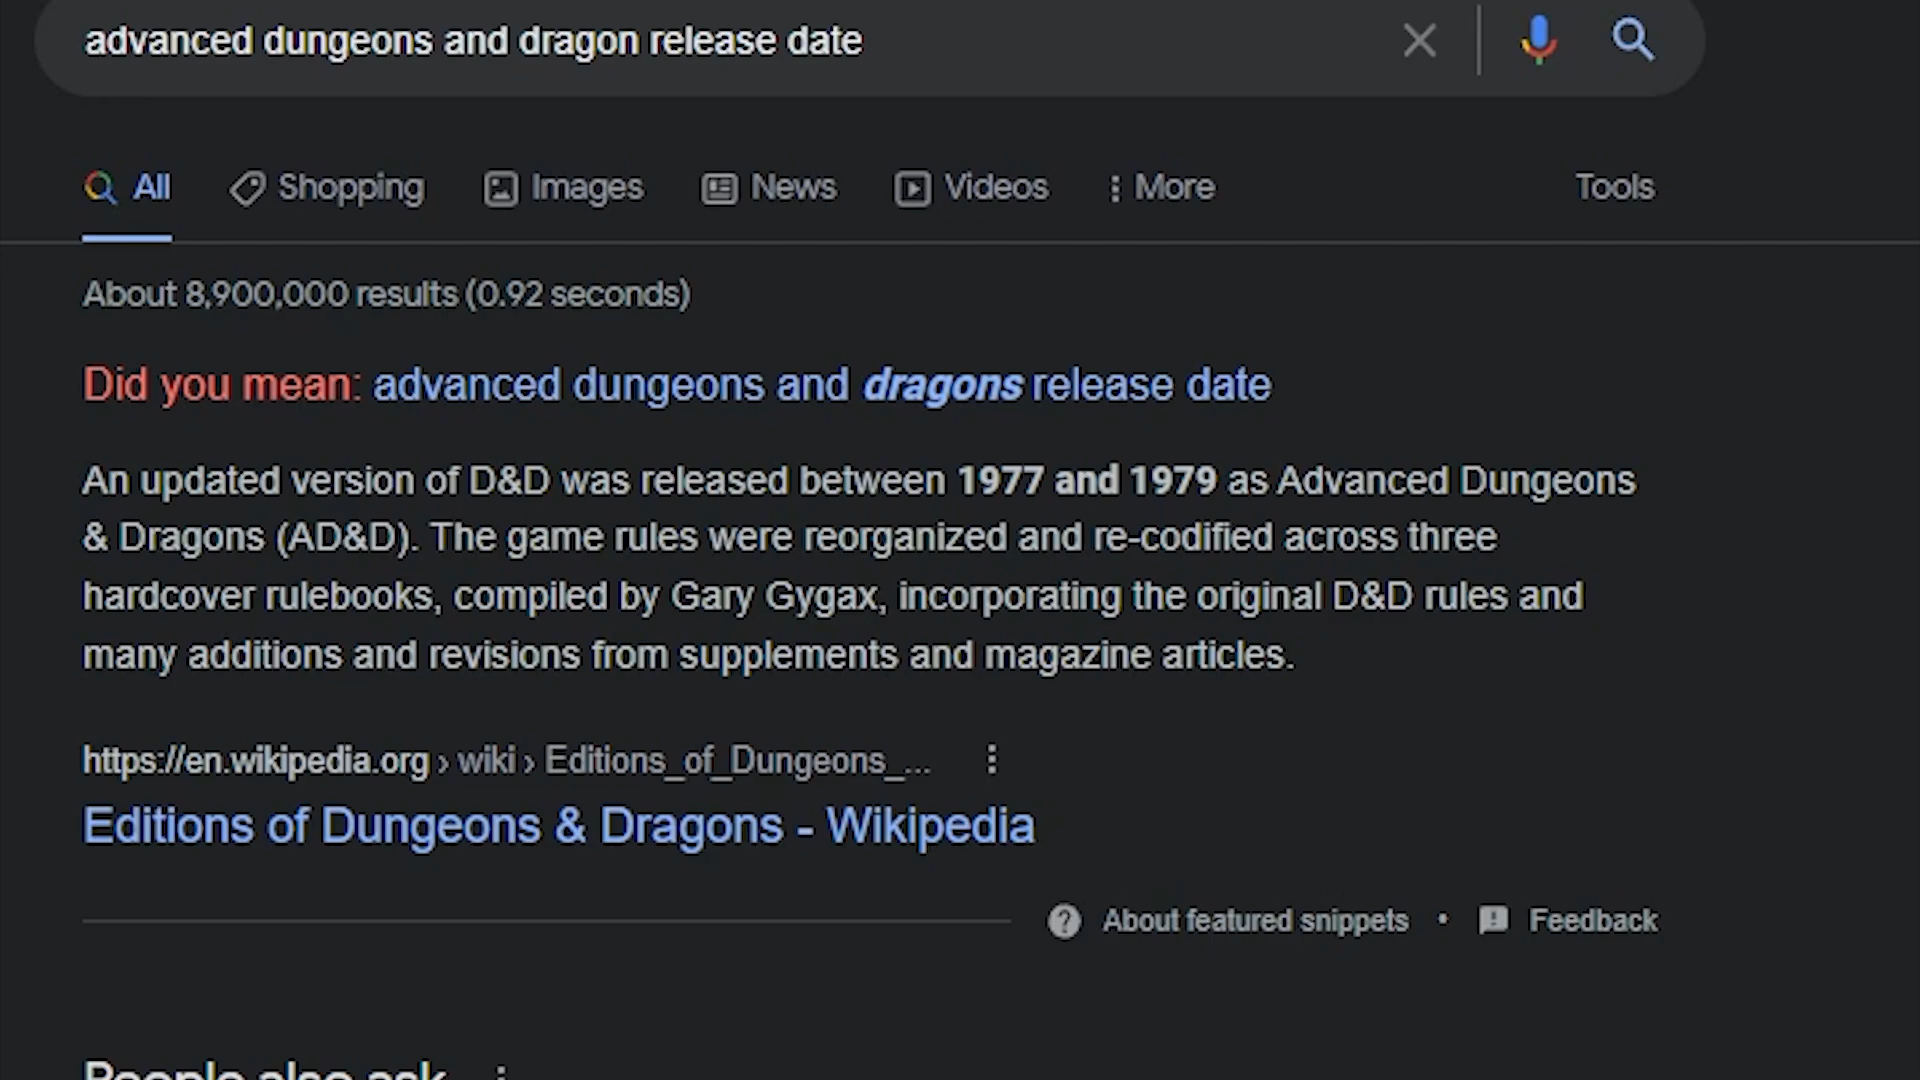 advanced dungeons and dragon release date
All Shopping Images News Videos More Tools
About 8,900,000 results (0.92 seconds)
Did you mean: advanced dungeons and dragons release date
An updated version of D&D was released between 1977 and 1979 as Advanced Dungeons
& Dragons (AD&D). The game rules were reorganized and re-codified across three
hardcover rulebooks, compiled by Gary Gygax, incorporating the original D&D rules and
many additions and revisions from supplements and magazine articles.
https://en.wikipedia.org › wiki › Editions_of_Dungeons_...
Editions of Dungeons & Dragons - Wikipedia
About featured snippets • Feedback
People also ask